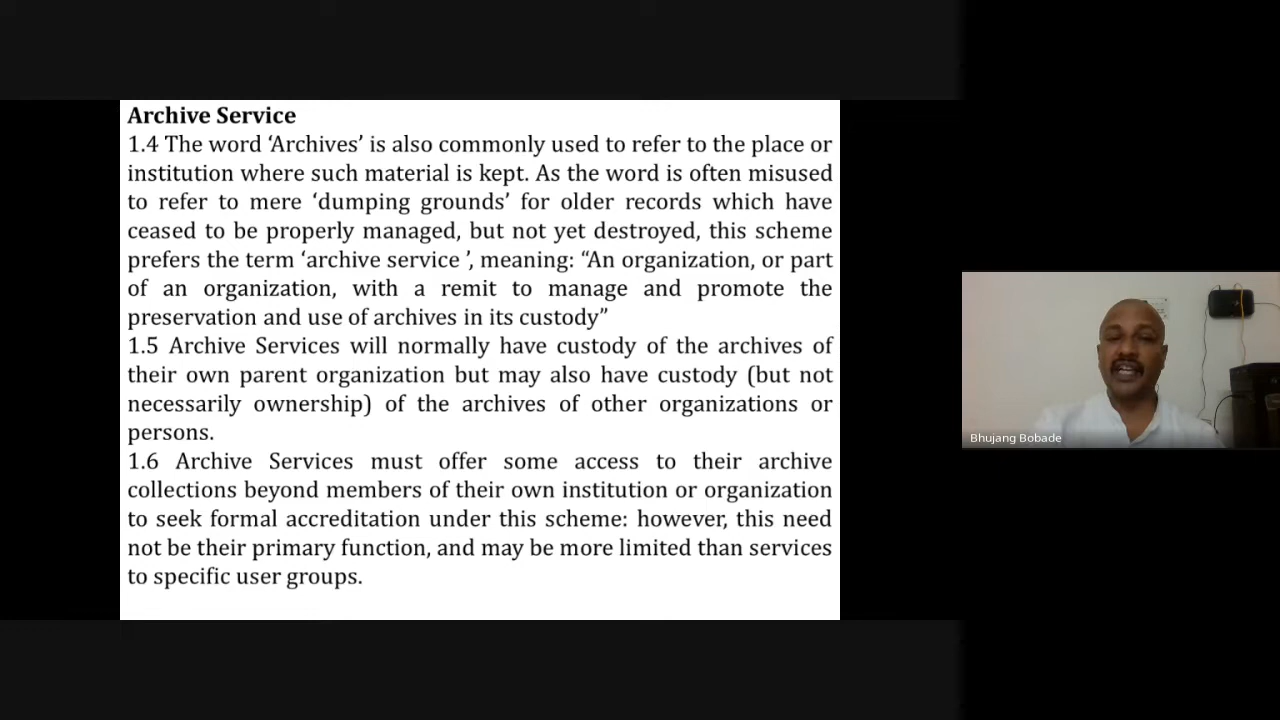 Archive Service
1.4 The word ‘Archives’ is also commonly used to refer to the place or
institution where such material is kept. As the word is often misused
to refer to mere ‘dumping grounds’ for older records which have
ceased to be properly managed, but not yet destroyed, this scheme
prefers the term ‘archive service ’, meaning: “An organization, or part
of an organization, with a remit to manage and promote the
preservation and use of archives in its custody”
1.5 Archive Services will normally have custody of the archives of
their own parent organization but may also have custody (but not
necessarily ownership) of the archives of other organizations or
persons.
1.6 Archive Services must offer some access to their archive
collections beyond members of their own institution or organization
to seek formal accreditation under this scheme: however, this need
not be their primary function, and may be more limited than services
to specific user groups.
Bhujang Bobade